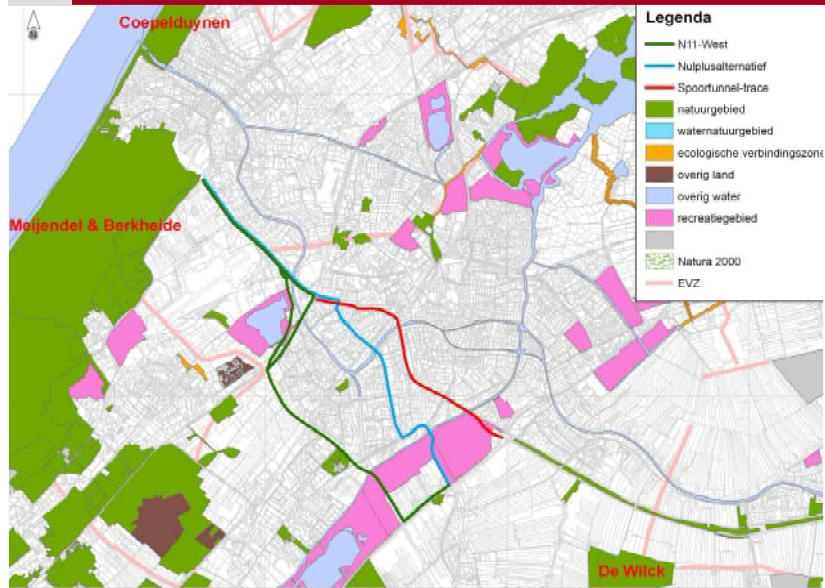 N
Coepelduynen
Meijendel & Berkheide
De Wilck
Legenda
N11-West
Nulplusalternatief
Spoortunnel-trace
natuurgebied
waternatuurgebied
ecologische verbindingszone
overig land
overig water
recreatiegebied
Natura 2000
EVZ